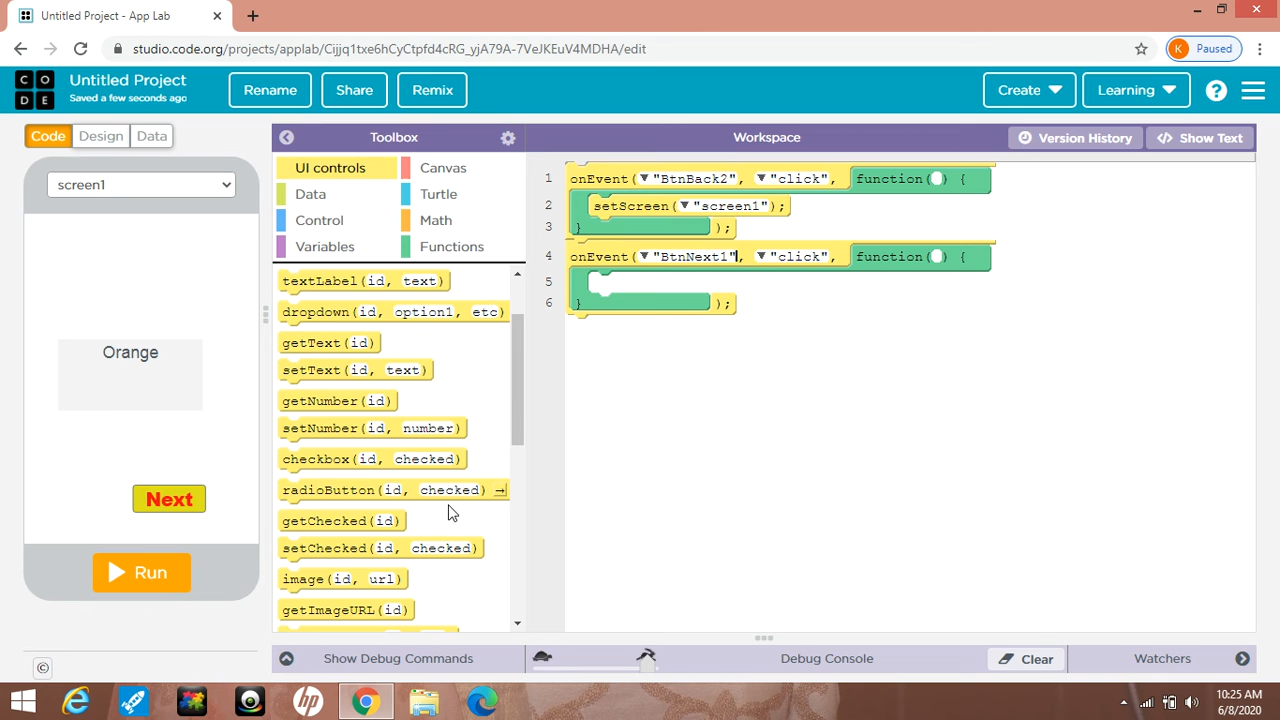 Untitled Project - App Lab
studio.code.org/projects/applab/Cijjq1txe6hCyCtpfd4cRG_yjA79A-7VeJKEuV4MDHA/edit
K Paused
CO
DE
Untitled Project
Saved a few seconds ago
Rename
Share
Remix
Create
Learning
?
Code
Design
Data
Toolbox
Workspace
Version History
Show Text
screen1
UI controls
Canvas
Data
Turtle
Control
Math
Variables
Functions
textLabel(id, text)
dropdown(id, option1, etc)
getText(id)
setText(id, text)
getNumber(id)
setNumber(id, number)
checkbox(id, checked)
radioButton(id, checked)
getChecked(id)
setChecked(id, checked)
image(id, url)
getImageURL(id)
1 onEvent( "BtnBack2", "click", function( ) {
2 setScreen( "screen1");
3 } );
4 onEvent( "BtnNext1", "click", function( ) {
5
6 } );
Orange
Next
Run
©
Show Debug Commands
Debug Console
Clear
Watchers
hp
10:25 AM
6/8/2020